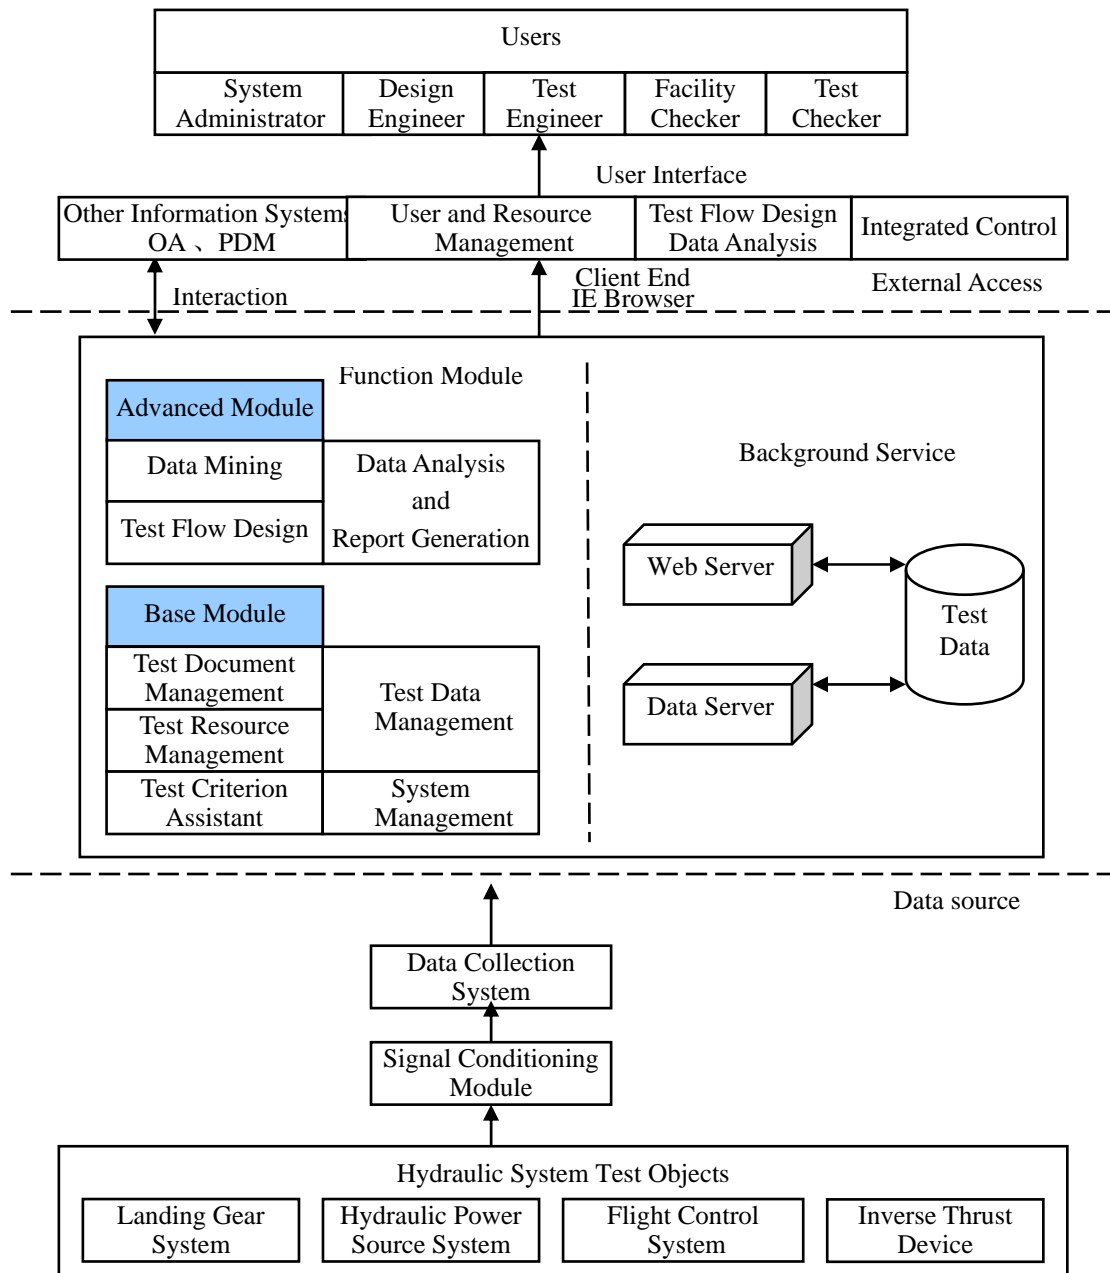 Users
System
Administrator
Design
Engineer
Test
Engineer
Facility
Checker
Test
Checker
User Interface
Other Information Systems
OA 、 PDM
User and Resource
Management
Test Flow Design
Data Analysis
Integrated Control
Interaction
Client End
IE Browser
External Access
Function Module
Advanced Module
Data Mining
Test Flow Design
Data Analysis
and
Report Generation
Base Module
Test Document
Management
Test Resource
Management
Test Criterion
Assistant
Test Data
Management
System
Management
Background Service
Web Server
Data Server
Test
Data
Data source
Data Collection
System
Signal Conditioning
Module
Hydraulic System Test Objects
Landing Gear
System
Hydraulic Power
Source System
Flight Control
System
Inverse Thrust
Device